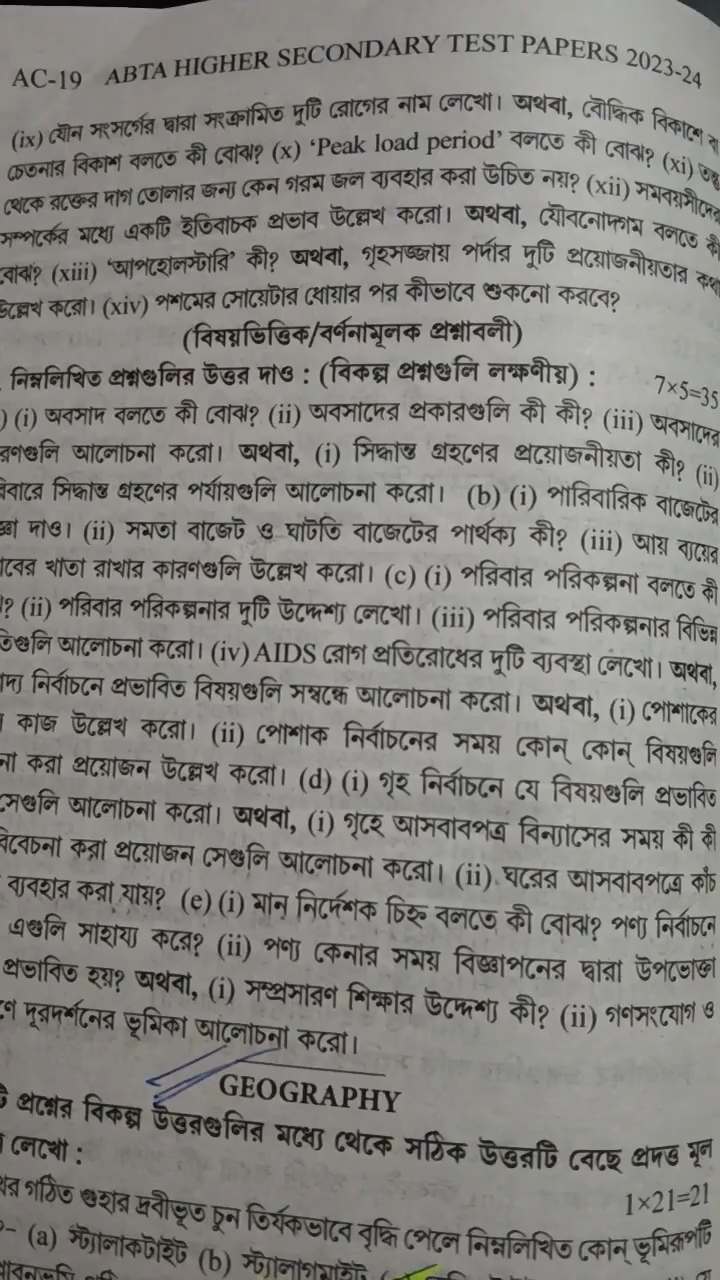 AC-19 ABTA HIGHER SECONDARY TEST PAPERS 2023-24
(ix) যৌন সংসর্গের দ্বারা সংক্রামিত দুটি রোগের নাম লেখো। অথবা, বৌদ্ধিক বিকাশে বা
চেতনার বিকাশ বলতে কী বোঝ? (x) 'Peak load period' বলতে কী বোঝ? (xi) তন্তু
থেকে রক্তের দাগ তোলার জন্য কেন গরম জল ব্যবহার করা উচিত নয়? (xii) সমবয়সীদের
সম্পর্কের মধ্যে একটি ইতিবাচক প্রভাব উল্লেখ করো। অথবা, যৌবনোদ্গম বলতে কী
বোঝ? (xiii) 'আপহোলস্টারি' কী? অথবা, গৃহসজ্জায় পর্দার দুটি প্রয়োজনীয়তার কথা
উল্লেখ করো। (xiv) পশমের সোয়েটার ধোয়ার পর কীভাবে শুকনো করবে?
(বিষয়ভিত্তিক/বর্ণনামূলক প্রশ্নাবলী)
নিম্নলিখিত প্রশ্নগুলির উত্তর দাও : (বিকল্প প্রশ্নগুলি লক্ষণীয়) : 7×5=35
) (i) অবসাদ বলতে কী বোঝ? (ii) অবসাদের প্রকারগুলি কী কী? (iii) অবসাদের
রণগুলি আলোচনা করো। অথবা, (i) সিদ্ধান্ত গ্রহণের প্রয়োজনীয়তা কী? (ii)
রিবারে সিদ্ধান্ত গ্রহণের পর্যায়গুলি আলোচনা করো। (b) (i) পারিবারিক বাজেটের
জ্ঞা দাও। (ii) সমতা বাজেট ও ঘাটতি বাজেটের পার্থক্য কী? (iii) আয় ব্যয়ের
াবের খাতা রাখার কারণগুলি উল্লেখ করো। (c) (i) পরিবার পরিকল্পনা বলতে কী
? (ii) পরিবার পরিকল্পনার দুটি উদ্দেশ্য লেখো। (iii) পরিবার পরিকল্পনার বিভিন্ন
তিগুলি আলোচনা করো। (iv) AIDS রোগ প্রতিরোধের দুটি ব্যবস্থা লেখো। অথবা,
াদ্য নির্বাচনে প্রভাবিত বিষয়গুলি সম্বন্ধে আলোচনা করো। অথবা, (i) পোশাকের
কাজ উল্লেখ করো। (ii) পোশাক নির্বাচনের সময় কোন্ কোন্ বিষয়গুলি
না করা প্রয়োজন উল্লেখ করো। (d) (i) গৃহ নির্বাচনে যে বিষয়গুলি প্রভাবিত
সেগুলি আলোচনা করো। অথবা, (i) গৃহে আসবাবপত্র বিন্যাসের সময় কী কী
বিবেচনা করা প্রয়োজন সেগুলি আলোচনা করো। (ii) ঘরের আসবাবপত্রে কাঁচ
ব্যবহার করা যায়? (e) (i) মান নির্দেশক চিহ্ন বলতে কী বোঝ? পণ্য নির্বাচনে
এগুলি সাহায্য করে? (ii) পণ্য কেনার সময় বিজ্ঞাপনের দ্বারা উপভোক্তা
প্রভাবিত হয়? অথবা, (i) সম্প্রসারণ শিক্ষার উদ্দেশ্য কী? (ii) গণসংযোগ ও
ণে দূরদর্শনের ভূমিকা আলোচনা করো।
GEOGRAPHY
টি প্রশ্নের বিকল্প উত্তরগুলির মধ্যে থেকে সঠিক উত্তরটি বেছে প্রদত্ত মূল
লেখো : 1×21=21
গঠিত গুহার দ্রবীভূত চুন তির্যকভাবে বৃদ্ধি পেলে নিম্নলিখিত কোন্ ভূমিরূপটি
– (a) স্ট্যালাকটাইট (b) স্ট্যালাগমাইট